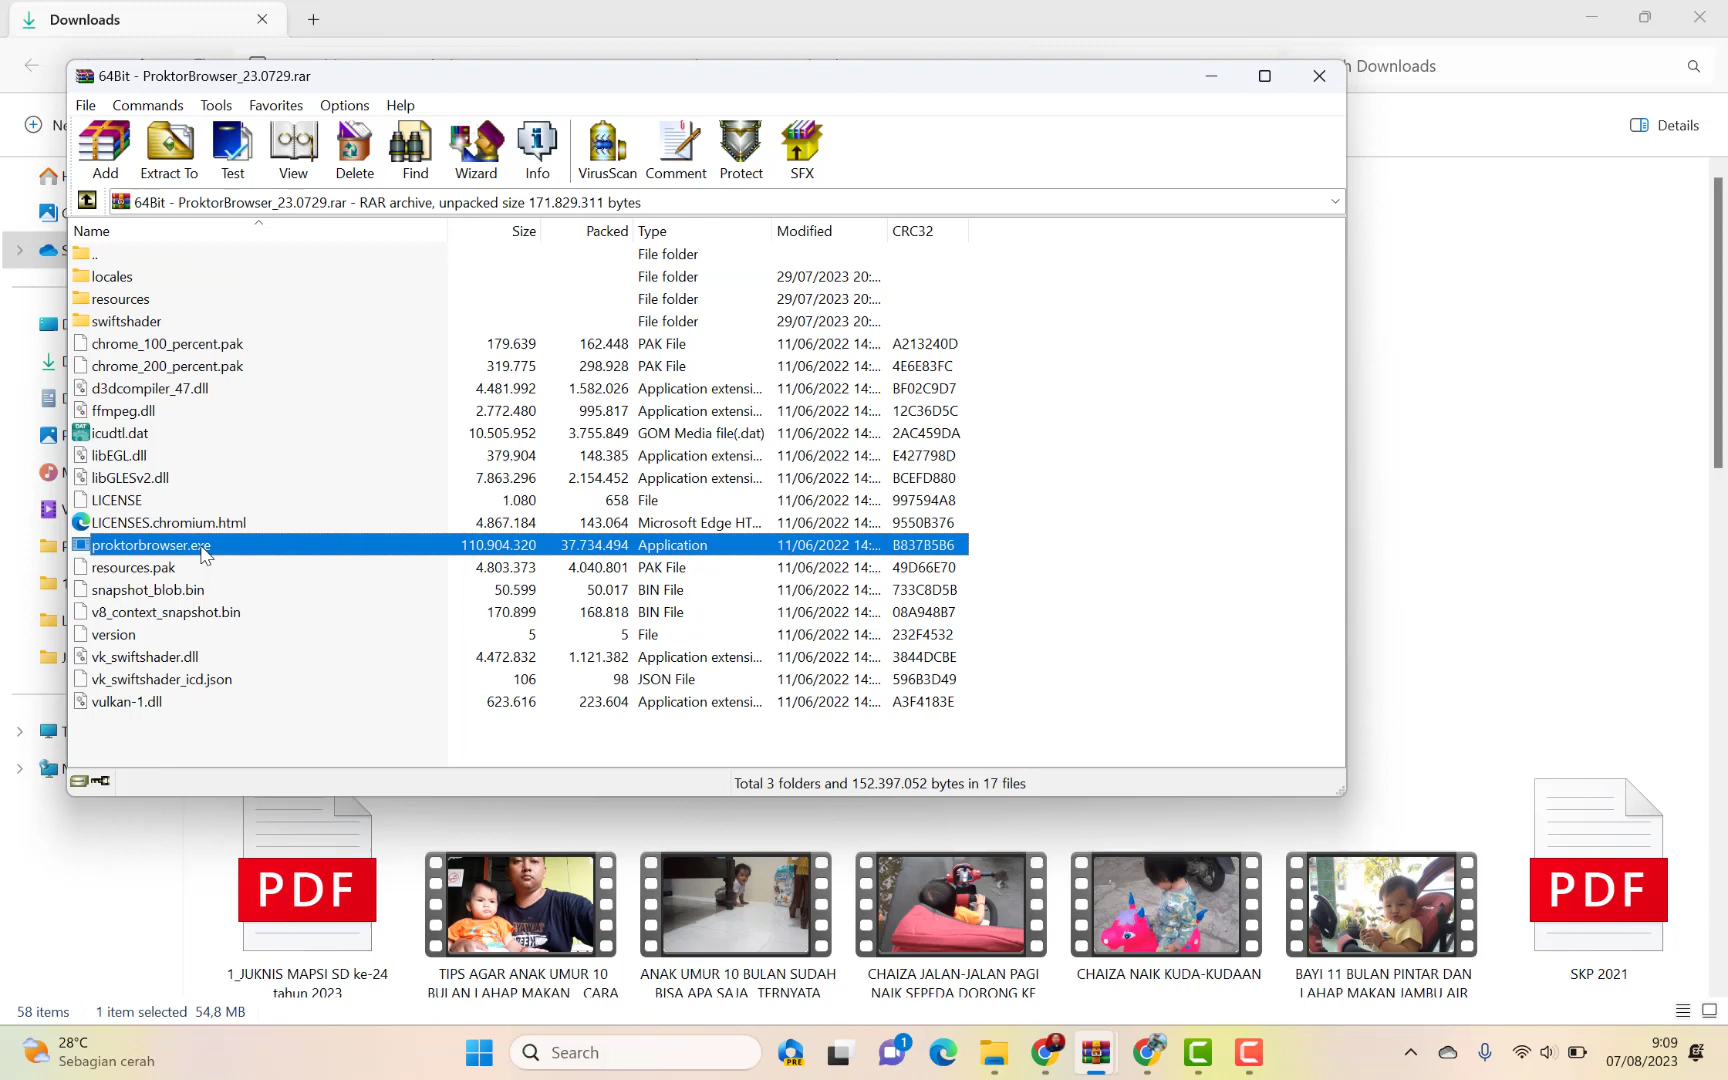 Downloads
Downloads
64Bit - ProktorBrowser_23.0729.rar
File Commands Tools Favorites Options Help
Details
Add Extract To Test View Delete Find Wizard Info VirusScan Comment Protect SFX
64Bit - ProktorBrowser_23.0729.rar - RAR archive, unpacked size 171.829.311 bytes
Name Size Packed Type Modified CRC32
.. File folder
locales File folder 29/07/2023 20:...
resources File folder 29/07/2023 20:...
swiftshader File folder 29/07/2023 20:...
chrome_100_percent.pak 179.639 162.448 PAK File 11/06/2022 14:... A213240D
chrome_200_percent.pak 319.775 298.928 PAK File 11/06/2022 14:... 4E6E83FC
d3dcompiler_47.dll 4.481.992 1.582.026 Application extensi... 11/06/2022 14:... BF02C9D7
ffmpeg.dll 2.772.480 995.817 Application extensi... 11/06/2022 14:... 12C36D5C
icudtl.dat 10.505.952 3.755.849 GOM Media file(.dat) 11/06/2022 14:... 2AC459DA
libEGL.dll 379.904 148.385 Application extensi... 11/06/2022 14:... E427798D
libGLESv2.dll 7.863.296 2.154.452 Application extensi... 11/06/2022 14:... BCEFD880
LICENSE 1.080 658 File 11/06/2022 14:... 997594A8
LICENSES.chromium.html 4.867.184 143.064 Microsoft Edge HT... 11/06/2022 14:... 9550B376
proktorbrowser.exe 110.904.320 37.734.494 Application 11/06/2022 14:... B837B5B6
resources.pak 4.803.373 4.040.801 PAK File 11/06/2022 14:... 49D66E70
snapshot_blob.bin 50.599 50.017 BIN File 11/06/2022 14:... 733C8D5B
v8_context_snapshot.bin 170.899 168.818 BIN File 11/06/2022 14:... 08A948B7
version 5 5 File 11/06/2022 14:... 232F4532
vk_swiftshader.dll 4.472.832 1.121.382 Application extensi... 11/06/2022 14:... 3844DCBE
vk_swiftshader_icd.json 106 98 JSON File 11/06/2022 14:... 596B3D49
vulkan-1.dll 623.616 223.604 Application extensi... 11/06/2022 14:... A3F4183E
Total 3 folders and 152.397.052 bytes in 17 files
PDF PDF
1_JUKNIS MAPSI SD ke-24 TIPS AGAR ANAK UMUR 10 ANAK UMUR 10 BULAN SUDAH CHAIZA JALAN-JALAN PAGI CHAIZA NAIK KUDA-KUDAAN BAYI 11 BULAN PINTAR DAN SKP 2021
tahun 2023 BULAN LAHAP MAKAN CARA BISA APA SAJA TERNYATA NAIK SEPEDA DORONG KE LAHAP MAKAN JAMBU AIR
58 items 1 item selected 54,8 MB
28°C
Sebagian cerah
Search
PRE
1
9:09
07/08/2023